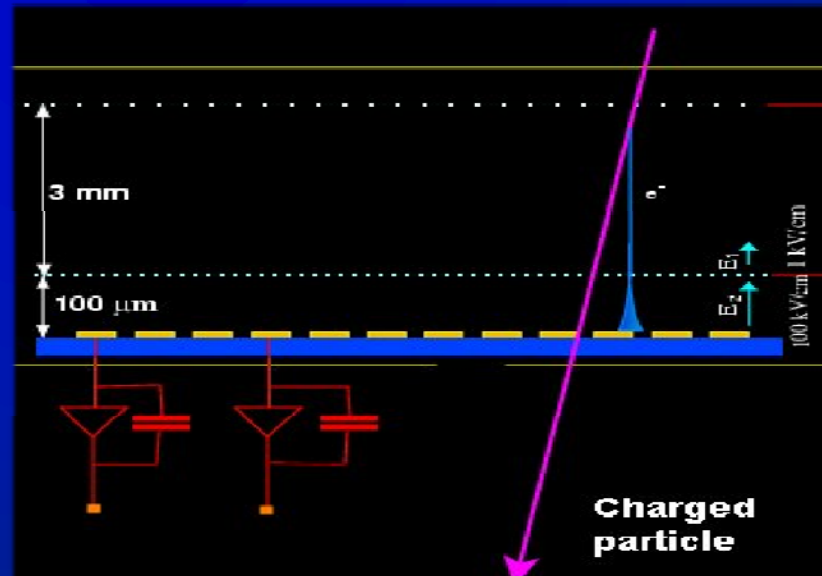 3 mm
e-
E1
1 kV/cm
100 μm
E2
100 kV/cm
Charged
particle